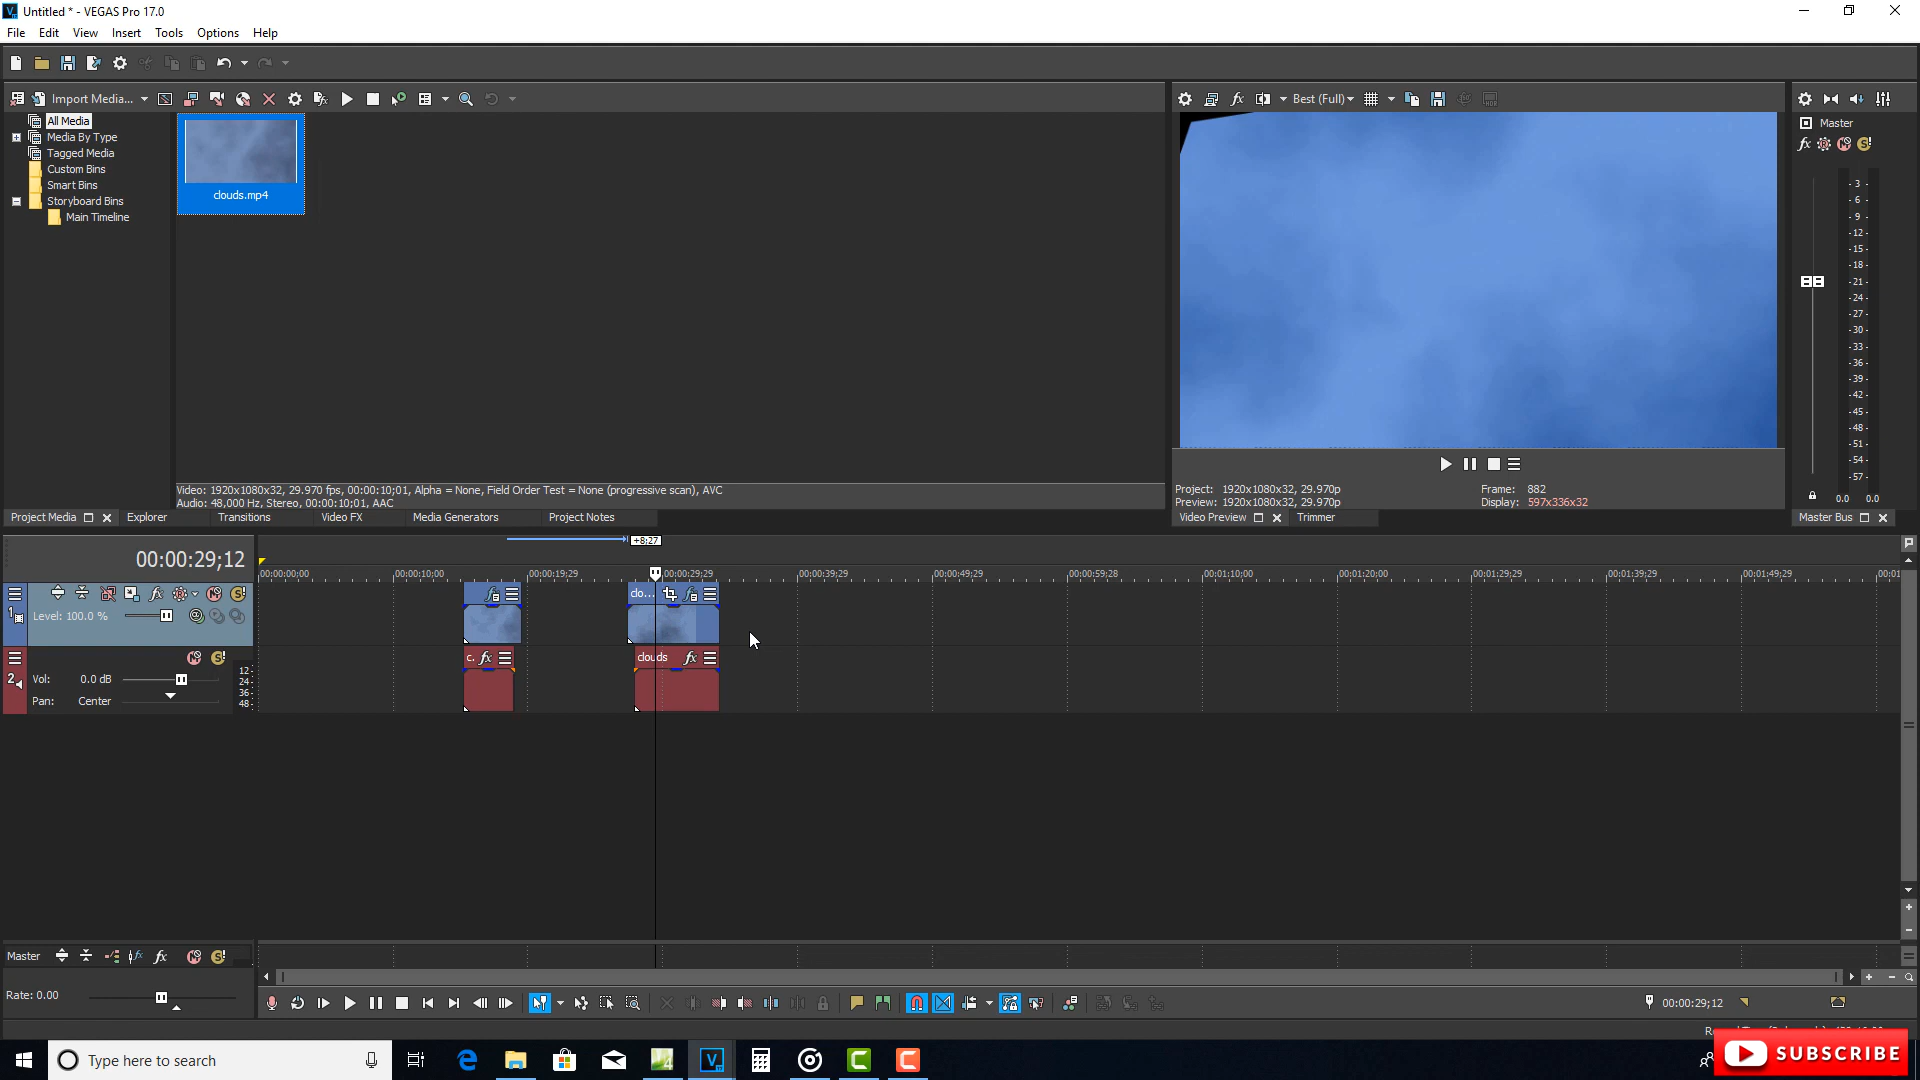 Untitled * - VEGAS Pro 17.0
File Edit View Insert Tools Options Help
Import Media... Best (Full)
All Media
Media By Type
Tagged Media
Custom Bins
Smart Bins
Storyboard Bins
Main Timeline
clouds.mp4
Master
3
6
9
12
15
18
21
24
27
30
33
36
39
42
45
48
51
54
57
0.0 0.0
Video: 1920x1080x32, 29.970 fps, 00:00:10;01, Alpha = None, Field Order Test = None (progressive scan), AVC
Audio: 48,000 Hz, Stereo, 00:00:10;01, AAC
Project: 1920x1080x32, 29.970p Frame: 882
Preview: 1920x1080x32, 29.970p Display: 597x336x32
Project Media Explorer Transitions Video FX Media Generators Project Notes Video Preview Trimmer Master Bus
+8;27
00:00:29;12
00:00:00;00 00:00:10;00 00:00:19;29 00:00:29;29 00:00:39;29 00:00:49;29 00:00:59;28 00:01:10;00 00:01:20;00 00:01:29;29 00:01:39;29 00:01:49;29
1 Level: 100.0 %
clo...
2 Vol: 0.0 dB
Pan: Center
12
24
36
48
c. fx clouds fx
Master
Rate: 0.00
00:00:29;12
Type here to search
SUBSCRIBE